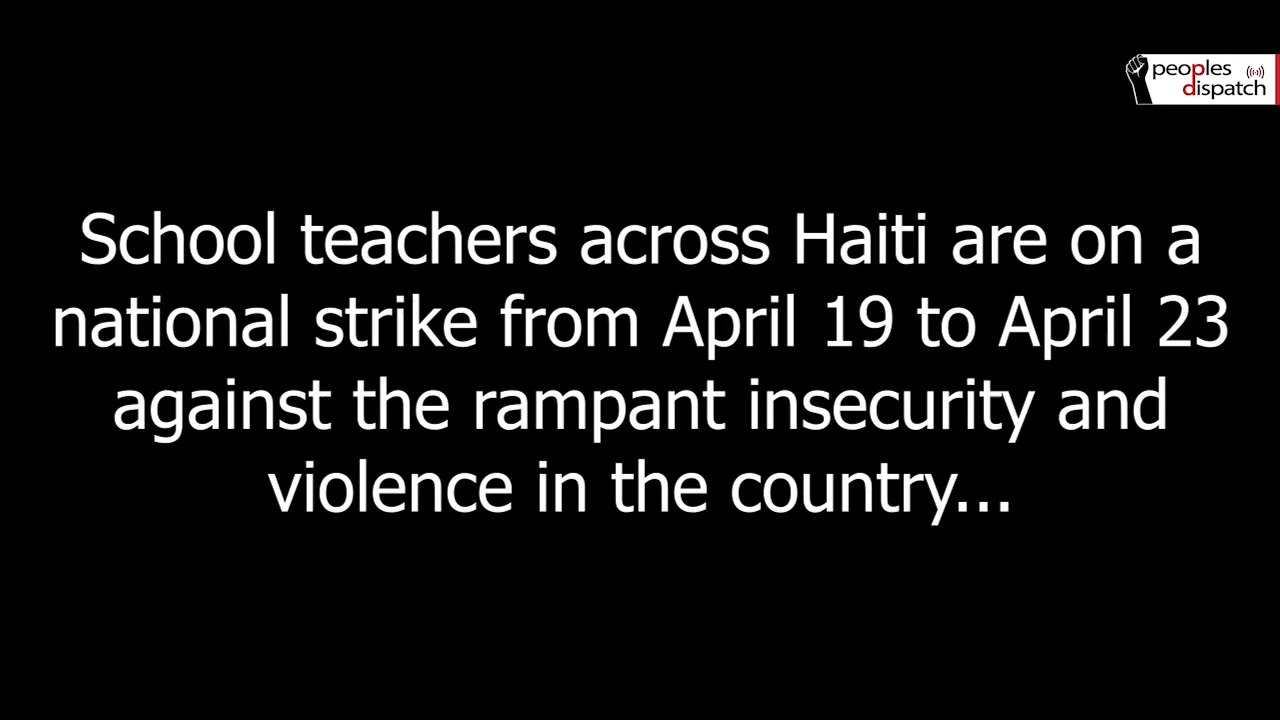 peoples
dispatch
School teachers across Haiti are on a
national strike from April 19 to April 23
against the rampant insecurity and
violence in the country...